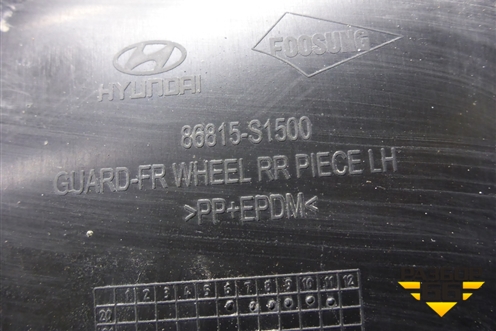 HYUNDAI
FOOSUNG
86815-S1500
GUARD-FR WHEEL RR PIECE LH
>PP+EPDM<
1 2 3 4 5 6 7 8 9 10 11 12
20